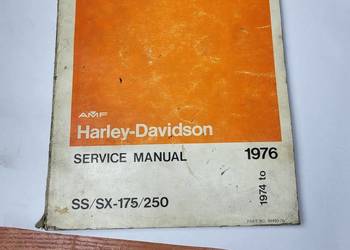 AMF
Harley-Davidson
SERVICE MANUAL 1976
1974 to
SS/SX-175/250